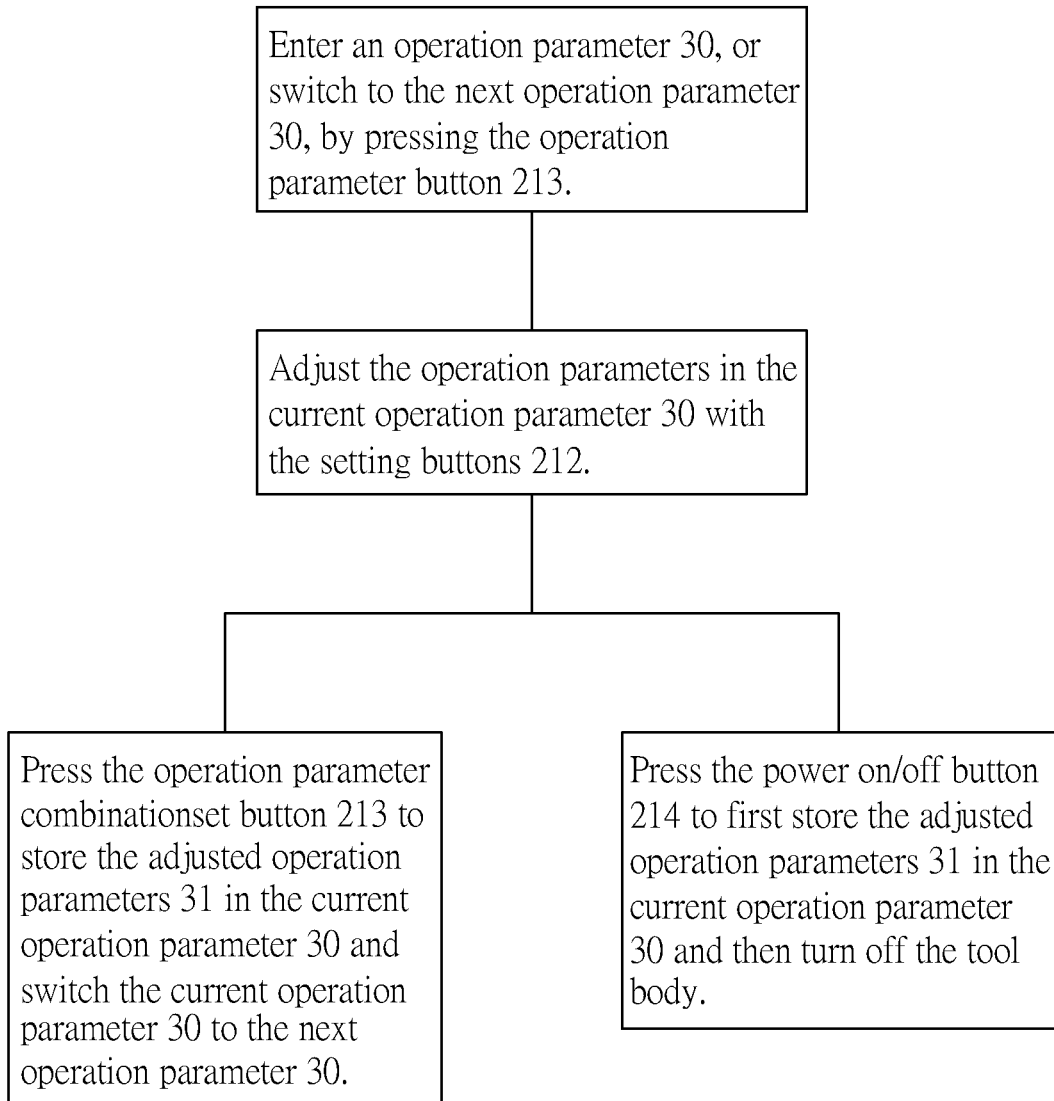 Enter an operation parameter 30, or
switch to the next operation parameter
30, by pressing the operation
parameter button 213.
Adjust the operation parameters in the
current operation parameter 30 with
the setting buttons 212.
Press the operation parameter
combinationset button 213 to
store the adjusted operation
parameters 31 in the current
operation parameter 30 and
switch the current operation
parameter 30 to the next
operation parameter 30.
Press the power on/off button
214 to first store the adjusted
operation parameters 31 in the
current operation parameter
30 and then turn off the tool
body.